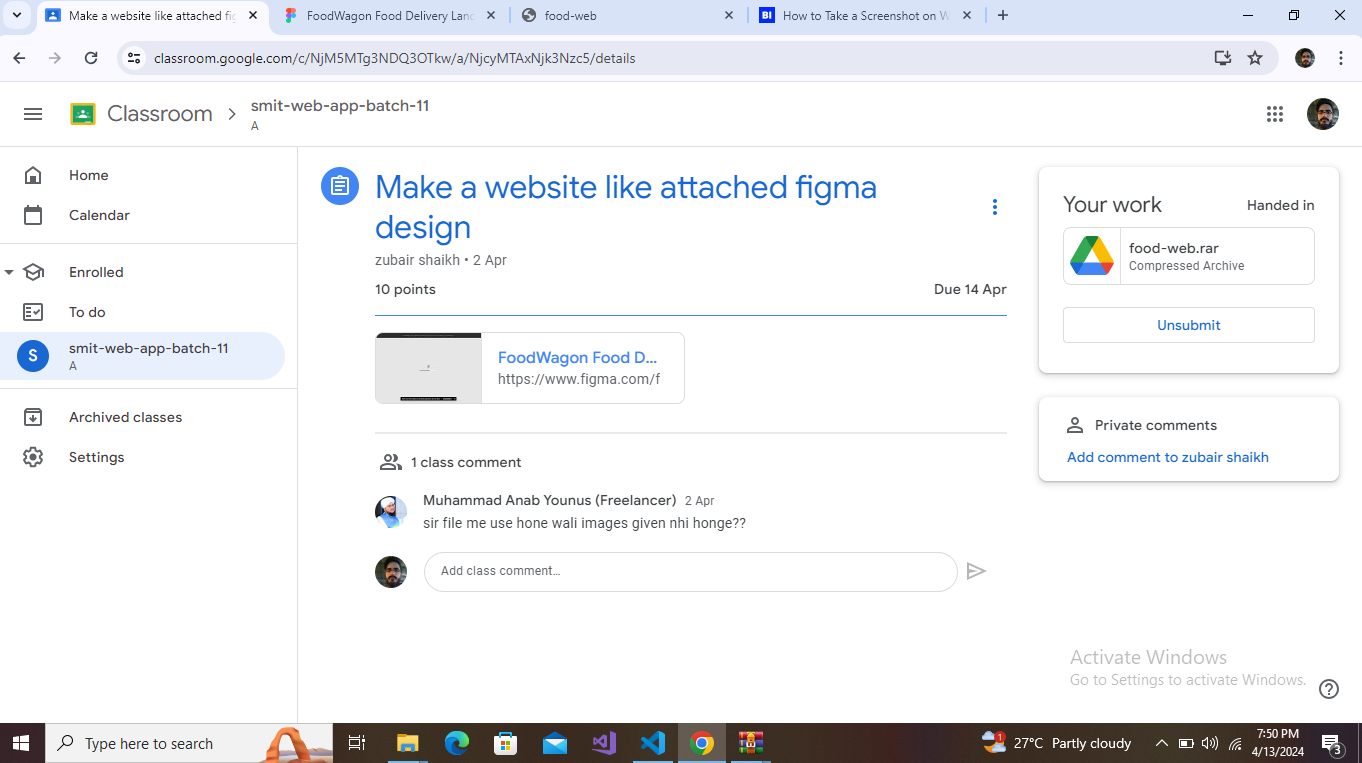 Make a website like attached fi
FoodWagon Food Delivery Lan
food-web
BI
How to Take a Screenshot on W
classroom.google.com/c/NjM5MTg3NDQ3OTkw/a/NjcyMTAxNjk3Nzc5/details
Classroom
smit-web-app-batch-11
A
Home
Calendar
Enrolled
To do
S
smit-web-app-batch-11
A
Archived classes
Settings
Make a website like attached figma
design
zubair shaikh • 2 Apr
10 points
Due 14 Apr
FoodWagon Food D...
https://www.figma.com/f
1 class comment
Muhammad Anab Younus (Freelancer) 2 Apr
sir file me use hone wali images given nhi honge??
Add class comment...
Your work
Handed in
food-web.rar
Compressed Archive
Unsubmit
Private comments
Add comment to zubair shaikh
Activate Windows
Go to Settings to activate Windows.
Type here to search
1
27°C Partly cloudy
7:50 PM
4/13/2024
3